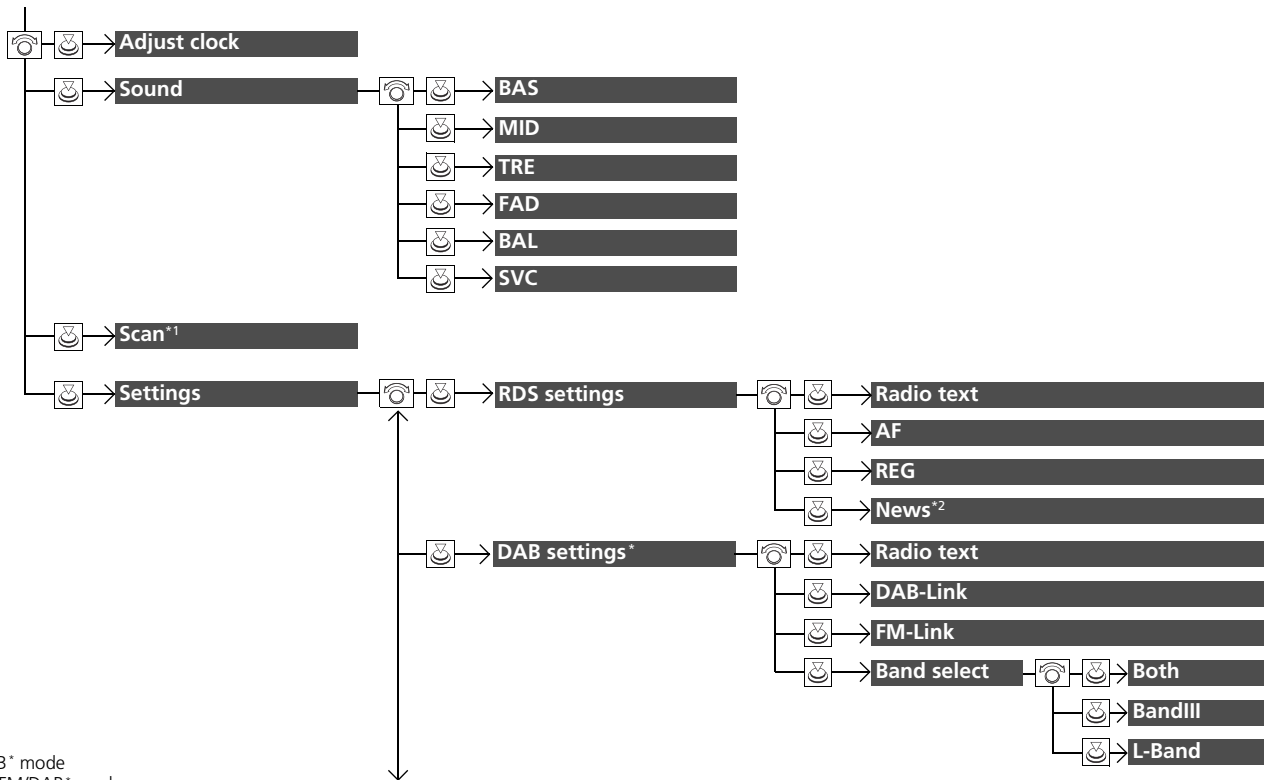 Adjust clock
Sound
BAS
MID
TRE
FAD
BAL
SVC
Scan*1
Settings
RDS settings
Radio text
AF
REG
News*2
DAB settings*
Radio text
DAB-Link
FM-Link
Band select
Both
BandIII
L-Band
* mode
FM/DAB*